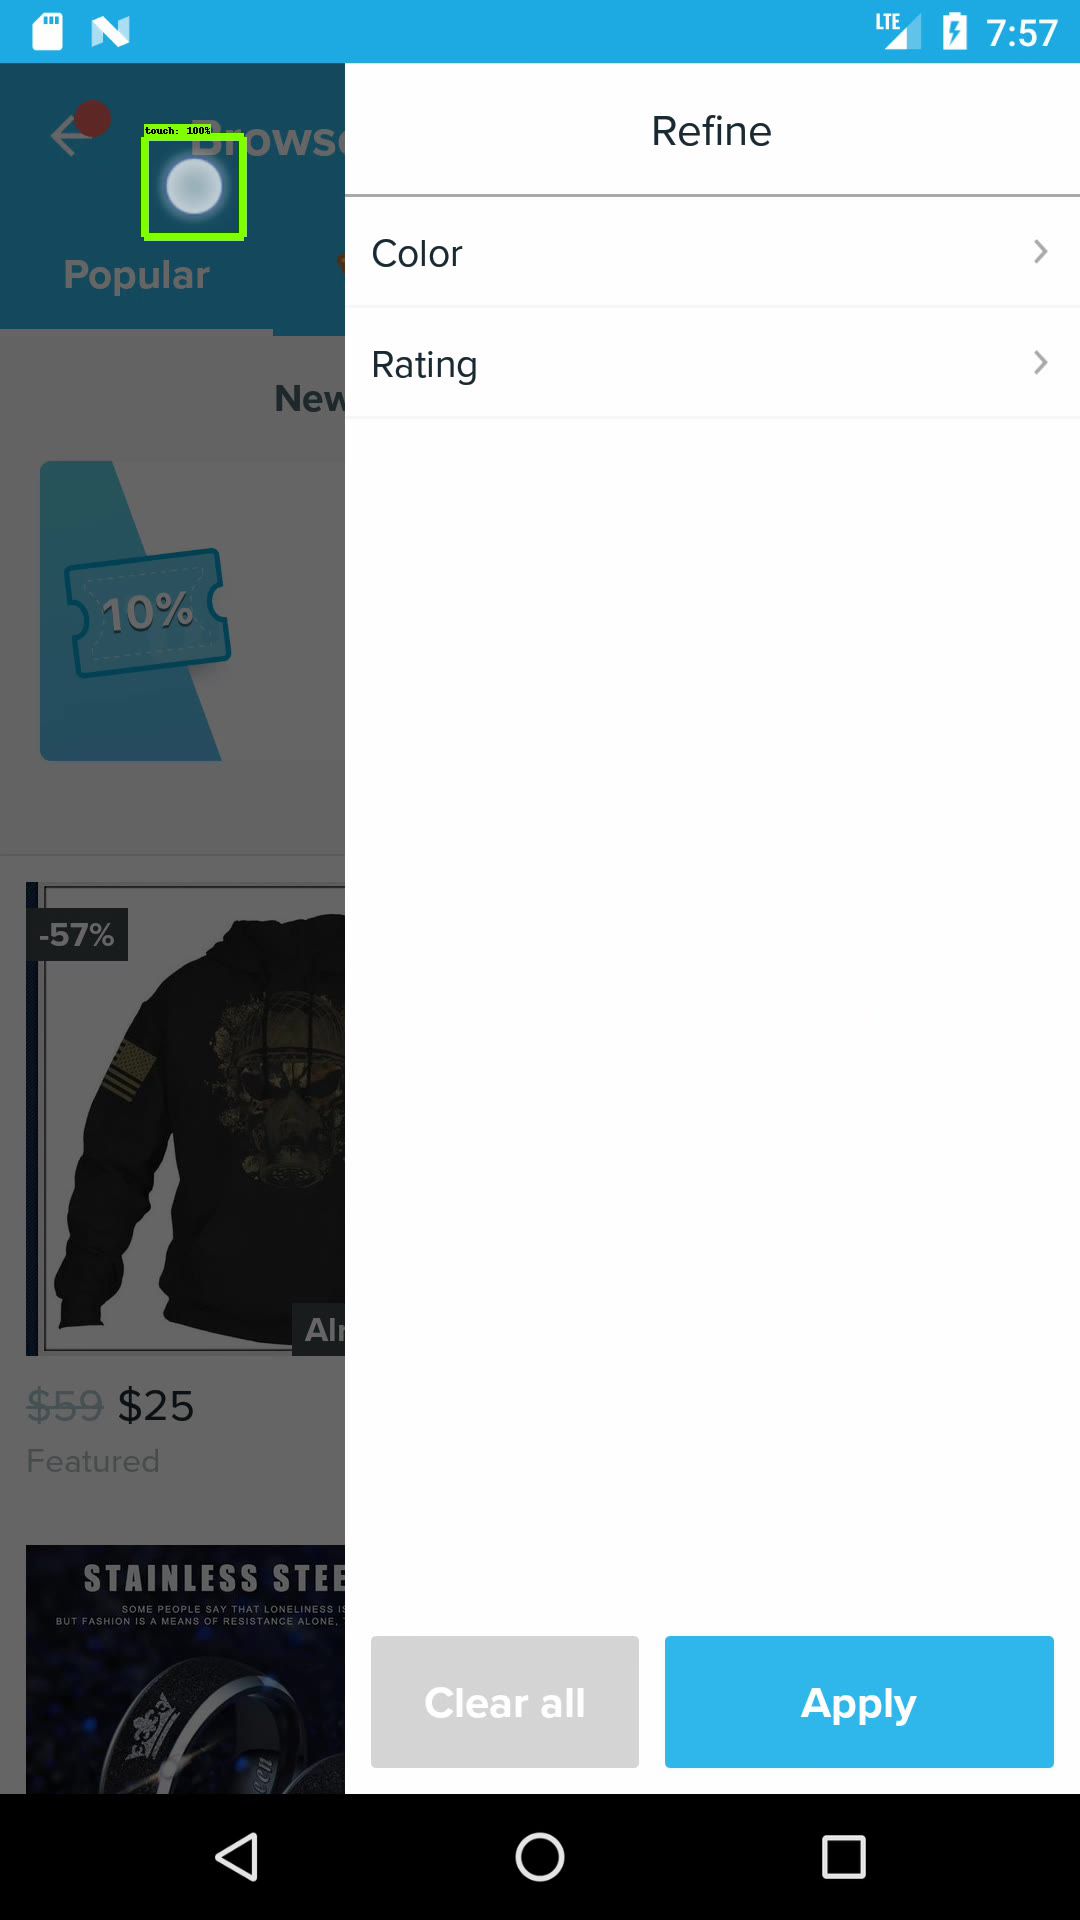 LTE 7:57
touch: 100%
Browse
Refine
Color
Popular
Rating
New
10%
-57%
$59 $25
Featured
STAINLESS STEE
SOME PEOPLE SAY THAT LONELINESS IS
BUT FASHION IS A MEANS OF RESISTANCE ALONE,
Clear all
Apply